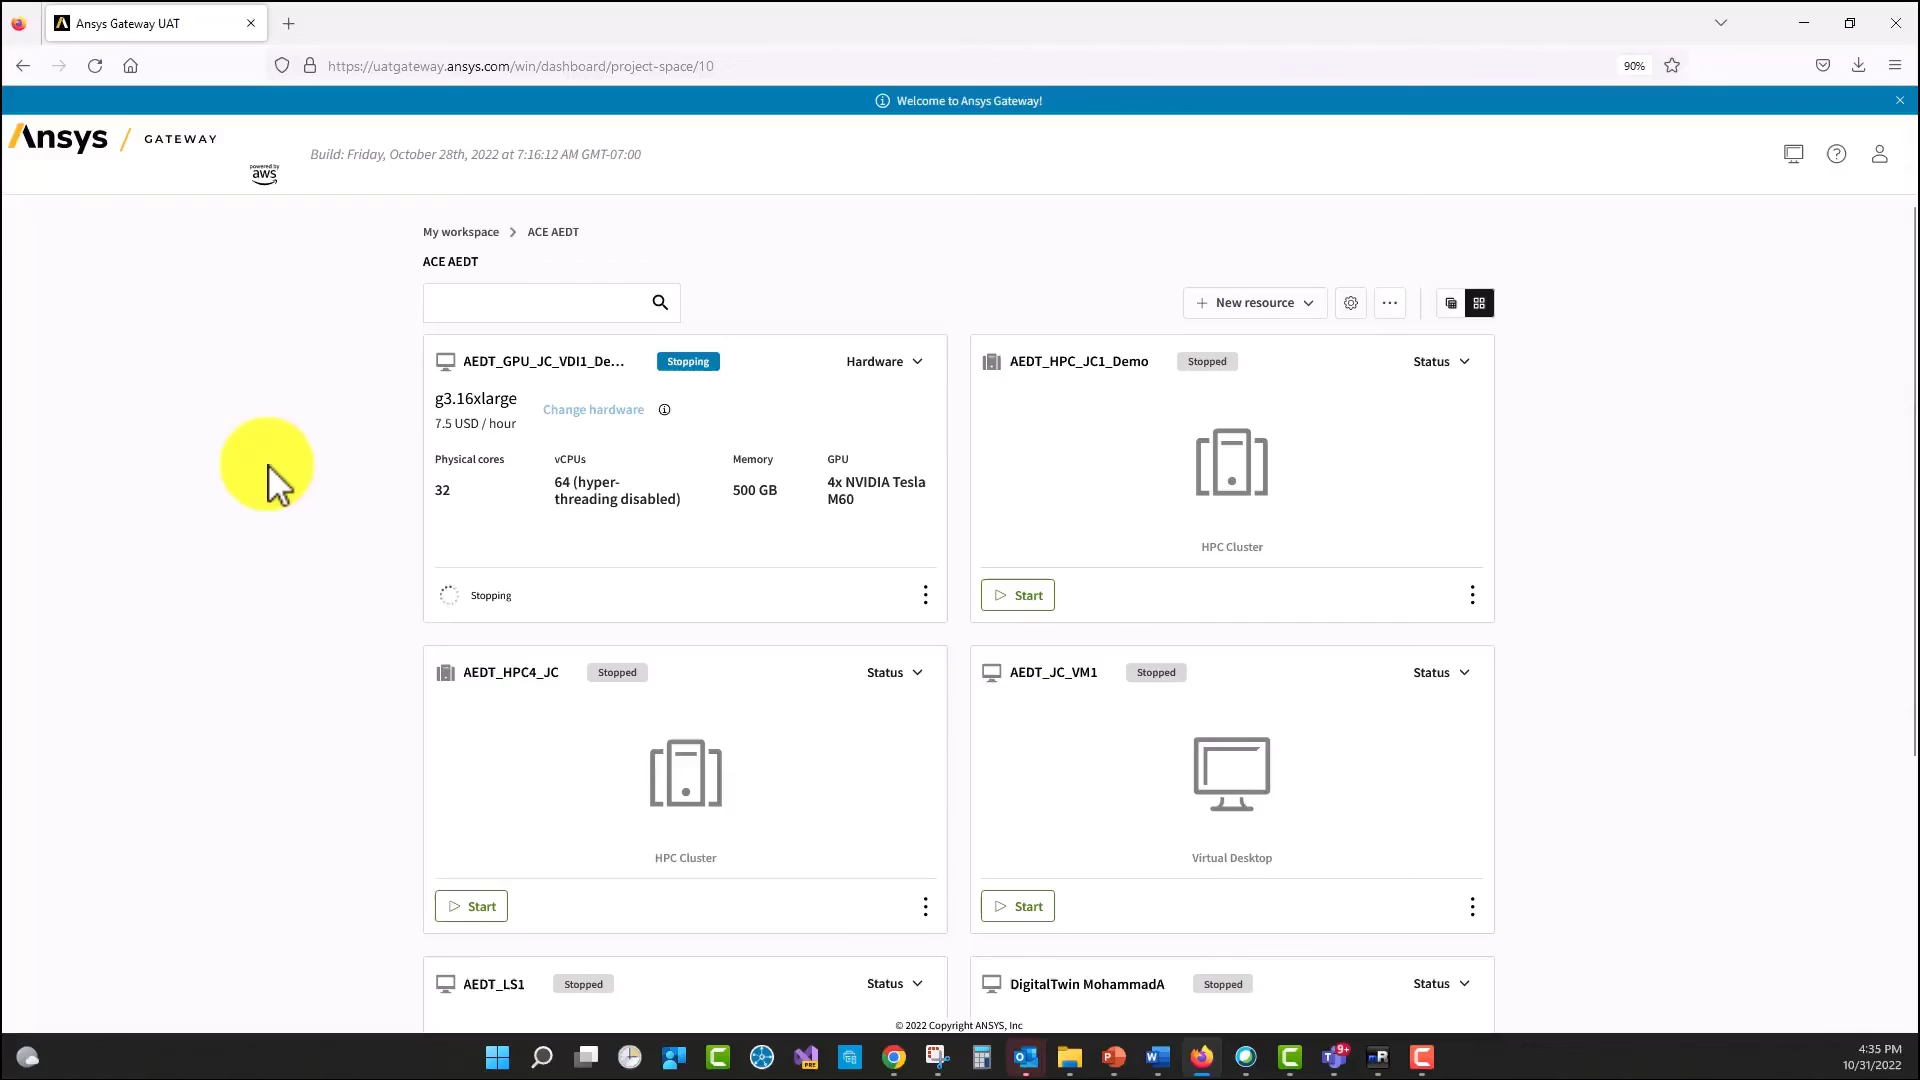 Ansys Gateway UAT
https://uatgateway.ansys.com/win/dashboard/project-space/10
90%
Welcome to Ansys Gateway!
Ansys / GATEWAY
powered by
aws
Build: Friday, October 28th, 2022 at 7:16:12 AM GMT-07:00
My workspace > ACE AEDT
ACE AEDT
+ New resource
AEDT_GPU_JC_VDI1_De... Stopping Hardware
g3.16xlarge
7.5 USD / hour
Change hardware
Physical cores vCPUs Memory GPU
32 64 (hyper-threading disabled) 500 GB 4x NVIDIA Tesla M60
Stopping
AEDT_HPC_JC1_Demo Stopped Status
HPC Cluster
Start
AEDT_HPC4_JC Stopped Status
HPC Cluster
Start
AEDT_JC_VM1 Stopped Status
Virtual Desktop
Start
AEDT_LS1 Stopped Status
DigitalTwin MohammadA Stopped Status
© 2022 Copyright ANSYS, Inc
PRE
9+
4:35 PM
10/31/2022